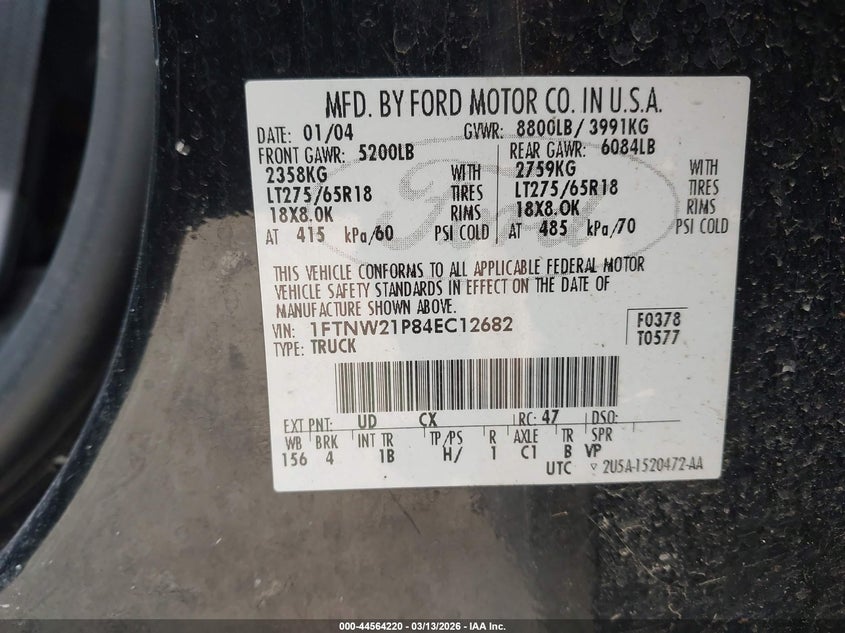 MFD. BY FORD MOTOR CO. IN U.S.A.
DATE: 01/04 GVWR: 8800LB/ 3991KG
FRONT GAWR: 5200LB REAR GAWR: 6084LB
2358KG WITH 2759KG WITH
LT275/65R18 TIRES LT275/65R18 TIRES
18X8.0K RIMS 18X8.0K RIMS
AT 415 kPa/60 PSI COLD AT 485 kPa/70 PSI COLD
Ford
THIS VEHICLE CONFORMS TO ALL APPLICABLE FEDERAL MOTOR
VEHICLE SAFETY STANDARDS IN EFFECT ON THE DATE OF
MANUFACTURE SHOWN ABOVE.
VIN: 1FTNW21P84EC12682 F0378
TYPE: TRUCK T0577
EXT PNT: UD CX RC: 47 DSO:
WB BRK INT TR TP/PS R AXLE TR SPR
156 4 1B H/ 1 C1 B VP
UTC 2U5A-1520472-AA
000-44564220 - 03/13/2026 - IAA Inc.